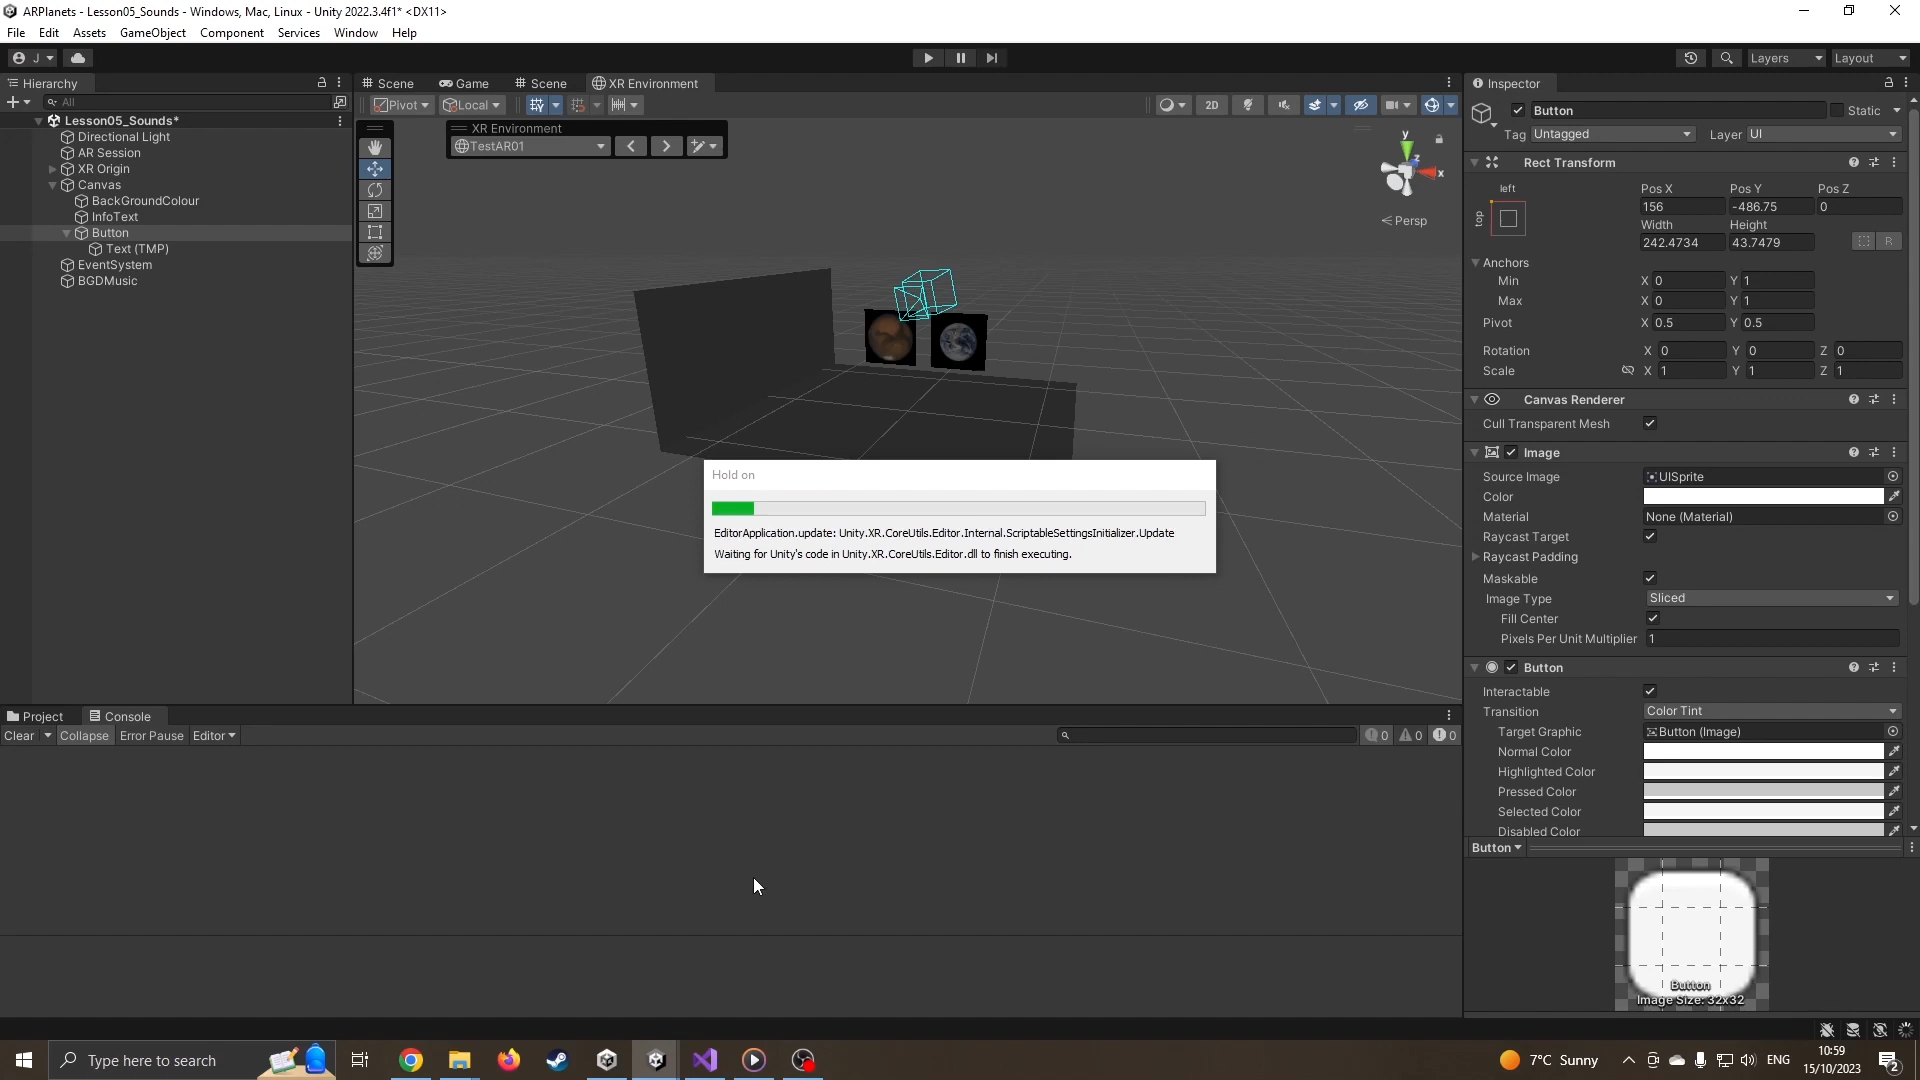 ARPlanets - Lesson05_Sounds - Windows, Mac, Linux - Unity 2022.3.4f1* <DX11>
File Edit Assets GameObject Component Services Window Help
J Layers Layout
Hierarchy
All
Lesson05_Sounds*
Directional Light
AR Session
XR Origin
Canvas
BackGroundColour
InfoText
Button
Text (TMP)
EventSystem
BGDMusic
Scene Game Scene XR Environment
Pivot Local 2D
XR Environment
TestAR01
y
z
x
Persp
Hold on
EditorApplication.update: Unity.XR.CoreUtils.Editor.Internal.ScriptableSettingsInitializer.Update
Waiting for Unity's code in Unity.XR.CoreUtils.Editor.dll to finish executing.
Project Console
Clear Collapse Error Pause Editor 0 0 0
Inspector
Button Static
Tag Untagged Layer UI
Rect Transform
left
top
Pos X Pos Y Pos Z
156 -486.75 0
Width Height
242.4734 43.7479 R
Anchors
Min X 0 Y 1
Max X 0 Y 1
Pivot X 0.5 Y 0.5
Rotation X 0 Y 0 Z 0
Scale X 1 Y 1 Z 1
Canvas Renderer
Cull Transparent Mesh
Image
Source Image UISprite
Color
Material None (Material)
Raycast Target
Raycast Padding
Maskable
Image Type Sliced
Fill Center
Pixels Per Unit Multiplier 1
Button
Interactable
Transition Color Tint
Target Graphic Button (Image)
Normal Color
Highlighted Color
Pressed Color
Selected Color
Disabled Color
Button
Button
Image Size: 32x32
Type here to search
7°C Sunny
ENG
10:59
15/10/2023
2